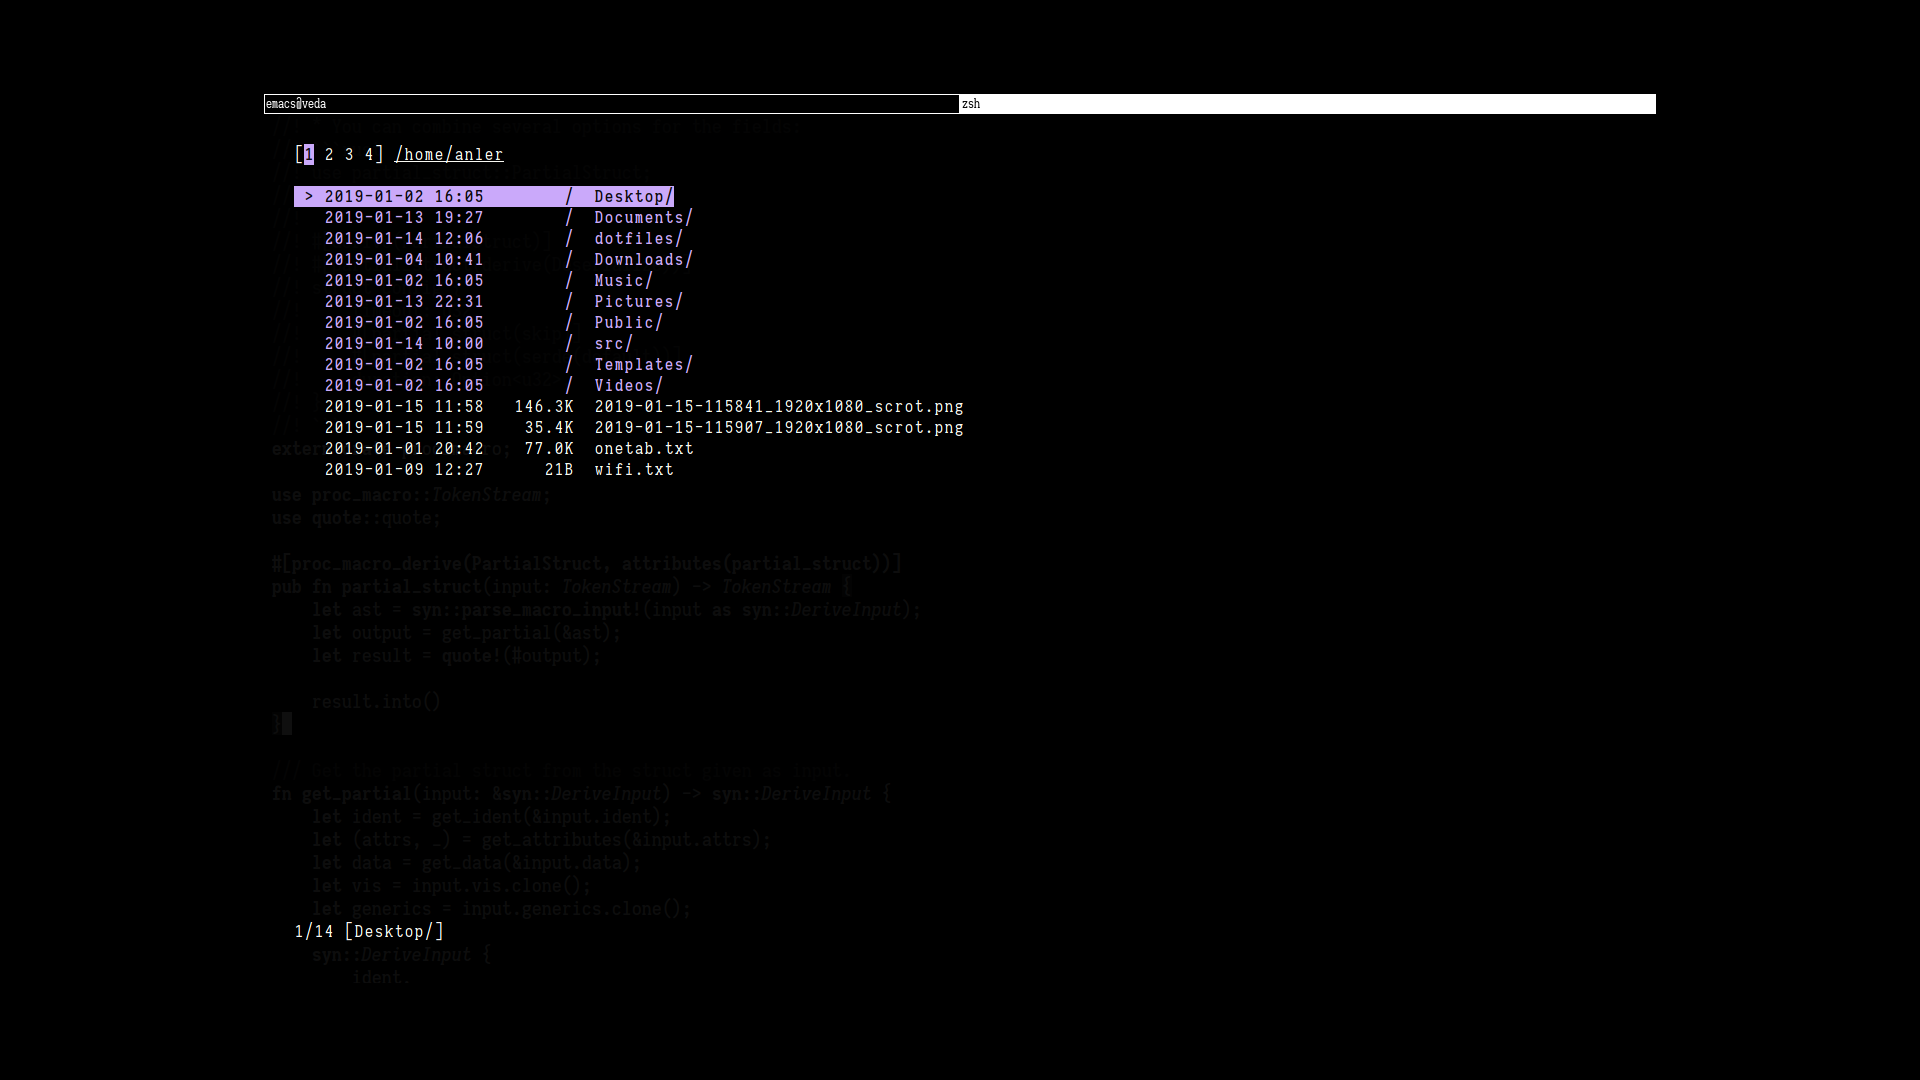 emacs@veda zsh
//! * You can combine several options for the fields:
[1 2 3 4] /home/anler
> 2019-01-02 16:05 / Desktop/
2019-01-13 19:27 / Documents/
2019-01-14 12:06 / dotfiles/
2019-01-04 10:41 / Downloads/
2019-01-02 16:05 / Music/
2019-01-13 22:31 / Pictures/
2019-01-02 16:05 / Public/
2019-01-14 10:00 / src/
2019-01-02 16:05 / Templates/
2019-01-02 16:05 / Videos/
2019-01-15 11:58 146.3K 2019-01-15-115841_1920x1080_scrot.png
2019-01-15 11:59 35.4K 2019-01-15-115907_1920x1080_scrot.png
2019-01-01 20:42 77.0K onetab.txt
2019-01-09 12:27 21B wifi.txt
use proc_macro::TokenStream;
use quote::quote;
#[proc_macro_derive(PartialStruct, attributes(partial_struct))]
pub fn partial_struct(input: TokenStream) -> TokenStream {
let ast = syn::parse_macro_input!(input as syn::DeriveInput);
let output = get_partial(&ast);
let result = quote!(#output);
result.into()
}
/// Get the partial struct from the struct given as input.
fn get_partial(input: &syn::DeriveInput) -> syn::DeriveInput {
let ident = get_ident(&input.ident);
let (attrs, _) = get_attributes(&input.attrs);
let data = get_data(&input.data);
let vis = input.vis.clone();
let generics = input.generics.clone();
1/14 [Desktop/]
syn::DeriveInput {
ident,